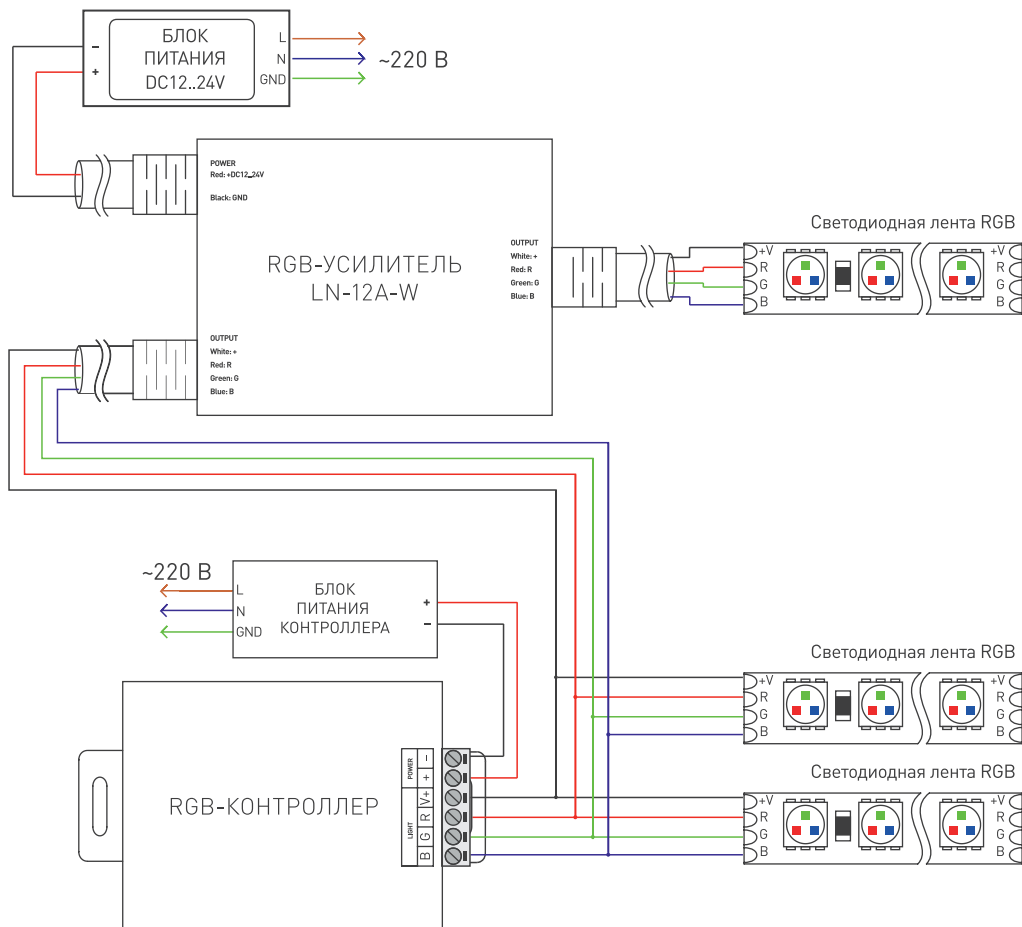 БЛОК
ПИТАНИЯ
DC12..24V
−
+
L
N
GND
~220 В
POWER
Red: +DC12...24V
Black: GND
RGB-УСИЛИТЕЛЬ
LN-12A-W
OUTPUT
White: +
Red: R
Green: G
Blue: B
OUTPUT
White: +
Red: R
Green: G
Blue: B
Светодиодная лента RGB
+V
R
G
B
+V
R
G
B
~220 В
L
N
GND
БЛОК
ПИТАНИЯ
КОНТРОЛЛЕРА
+
−
Светодиодная лента RGB
+V
R
G
B
+V
R
G
B
RGB-КОНТРОЛЛЕР
POWER
−
+
LIGHT
V+
R
G
B
Светодиодная лента RGB
+V
R
G
B
+V
R
G
B